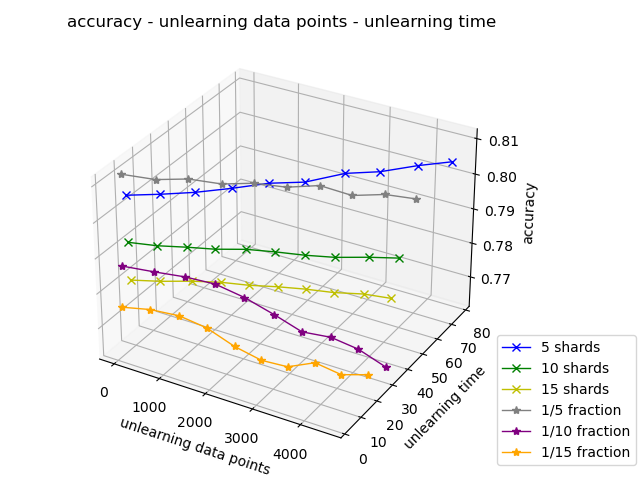 accuracy - unlearning data points - unlearning time
0.81
0.80
0.79
0.78
0.77
accuracy
80
70
60
50
40
30
20
10
0
unlearning time
0
1000
2000
3000
4000
unlearning data points
5 shards
10 shards
15 shards
1/5 fraction
1/10 fraction
1/15 fraction